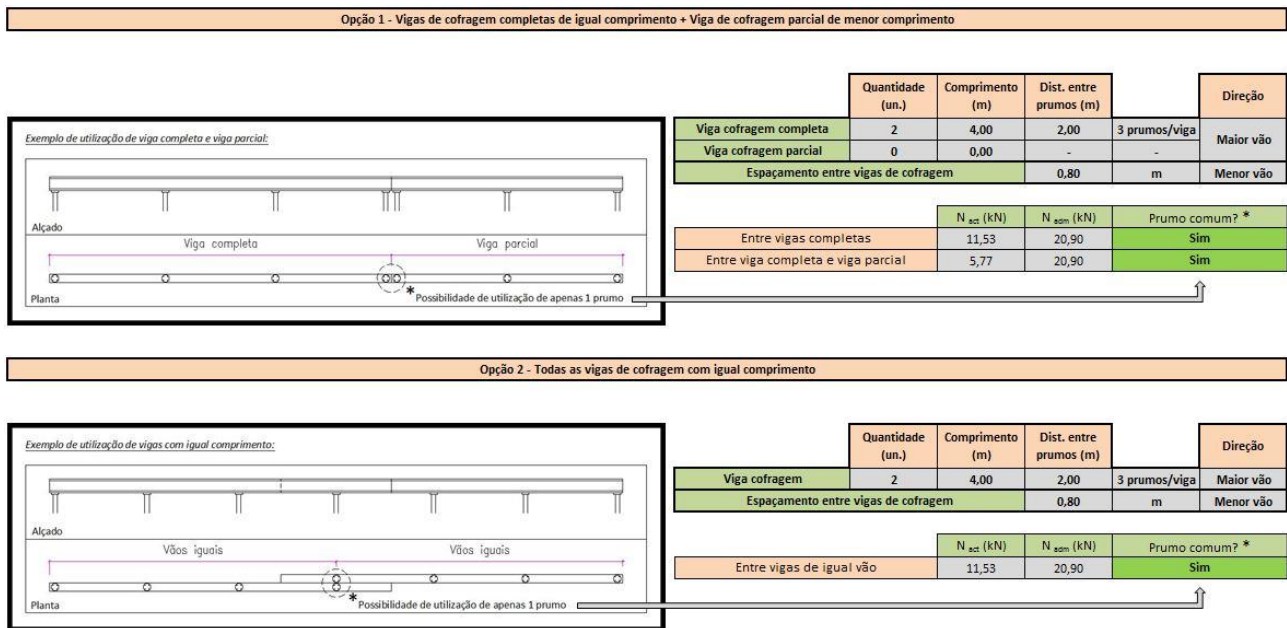 Opção 1 - Vigas de cofragem completas de igual comprimento + Viga de cofragem parcial de menor comprimento
Exemplo de utilização de viga completa e viga parcial:
Alçado
Viga completa Viga parcial
Planta
* Possibilidade de utilização de apenas 1 prumo
Quantidade (un.) Comprimento (m) Dist. entre prumos (m) Direção
Viga cofragem completa 2 4,00 2,00 3 prumos/viga Maior vão
Viga cofragem parcial 0 0,00 - -
Espaçamento entre vigas de cofragem 0,80 m Menor vão
N act (kN) N adm (kN) Prumo comum? *
Entre vigas completas 11,53 20,90 Sim
Entre viga completa e viga parcial 5,77 20,90 Sim
Opção 2 - Todas as vigas de cofragem com igual comprimento
Exemplo de utilização de vigas com igual comprimento:
Alçado
Vãos iguais Vãos iguais
Planta
* Possibilidade de utilização de apenas 1 prumo
Quantidade (un.) Comprimento (m) Dist. entre prumos (m) Direção
Viga cofragem 2 4,00 2,00 3 prumos/viga Maior vão
Espaçamento entre vigas de cofragem 0,80 m Menor vão
N act (kN) N adm (kN) Prumo comum? *
Entre vigas de igual vão 11,53 20,90 Sim